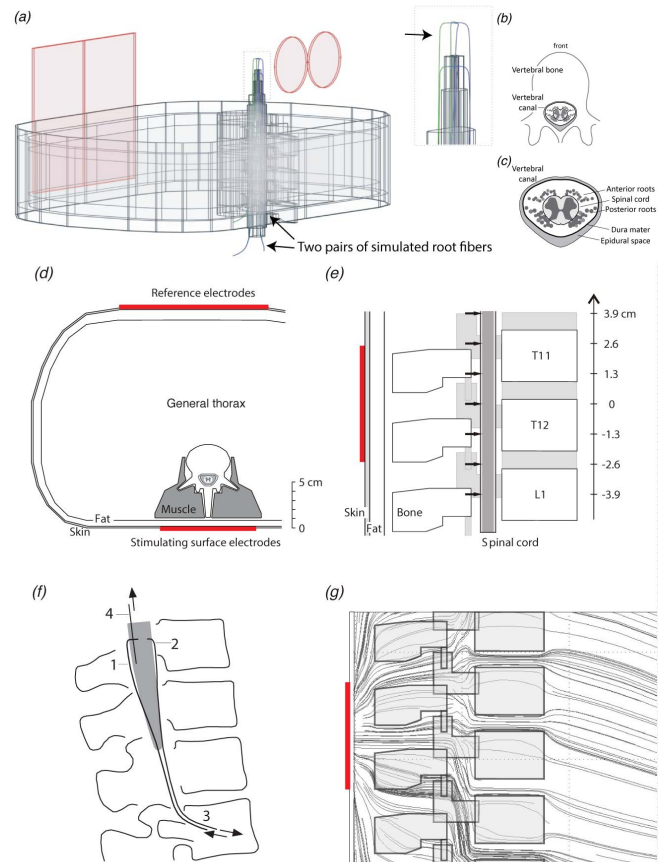 (a)
Two pairs of simulated root fibers
(b)
front
Vertebral bone
Vertebral
canal
(c)
Vertebral
canal
Anterior roots
Spinal cord
Posterior roots
Dura mater
Epidural space
(d)
Reference electrodes
General thorax
Muscle
5 cm
0
Fat
Skin
Stimulating surface electrodes
(e)
3.9 cm
2.6
T11
1.3
0
T12
-1.3
-2.6
L1
-3.9
Skin
Fat
Bone
Spinal cord
(f)
4
2
1
3
(g)